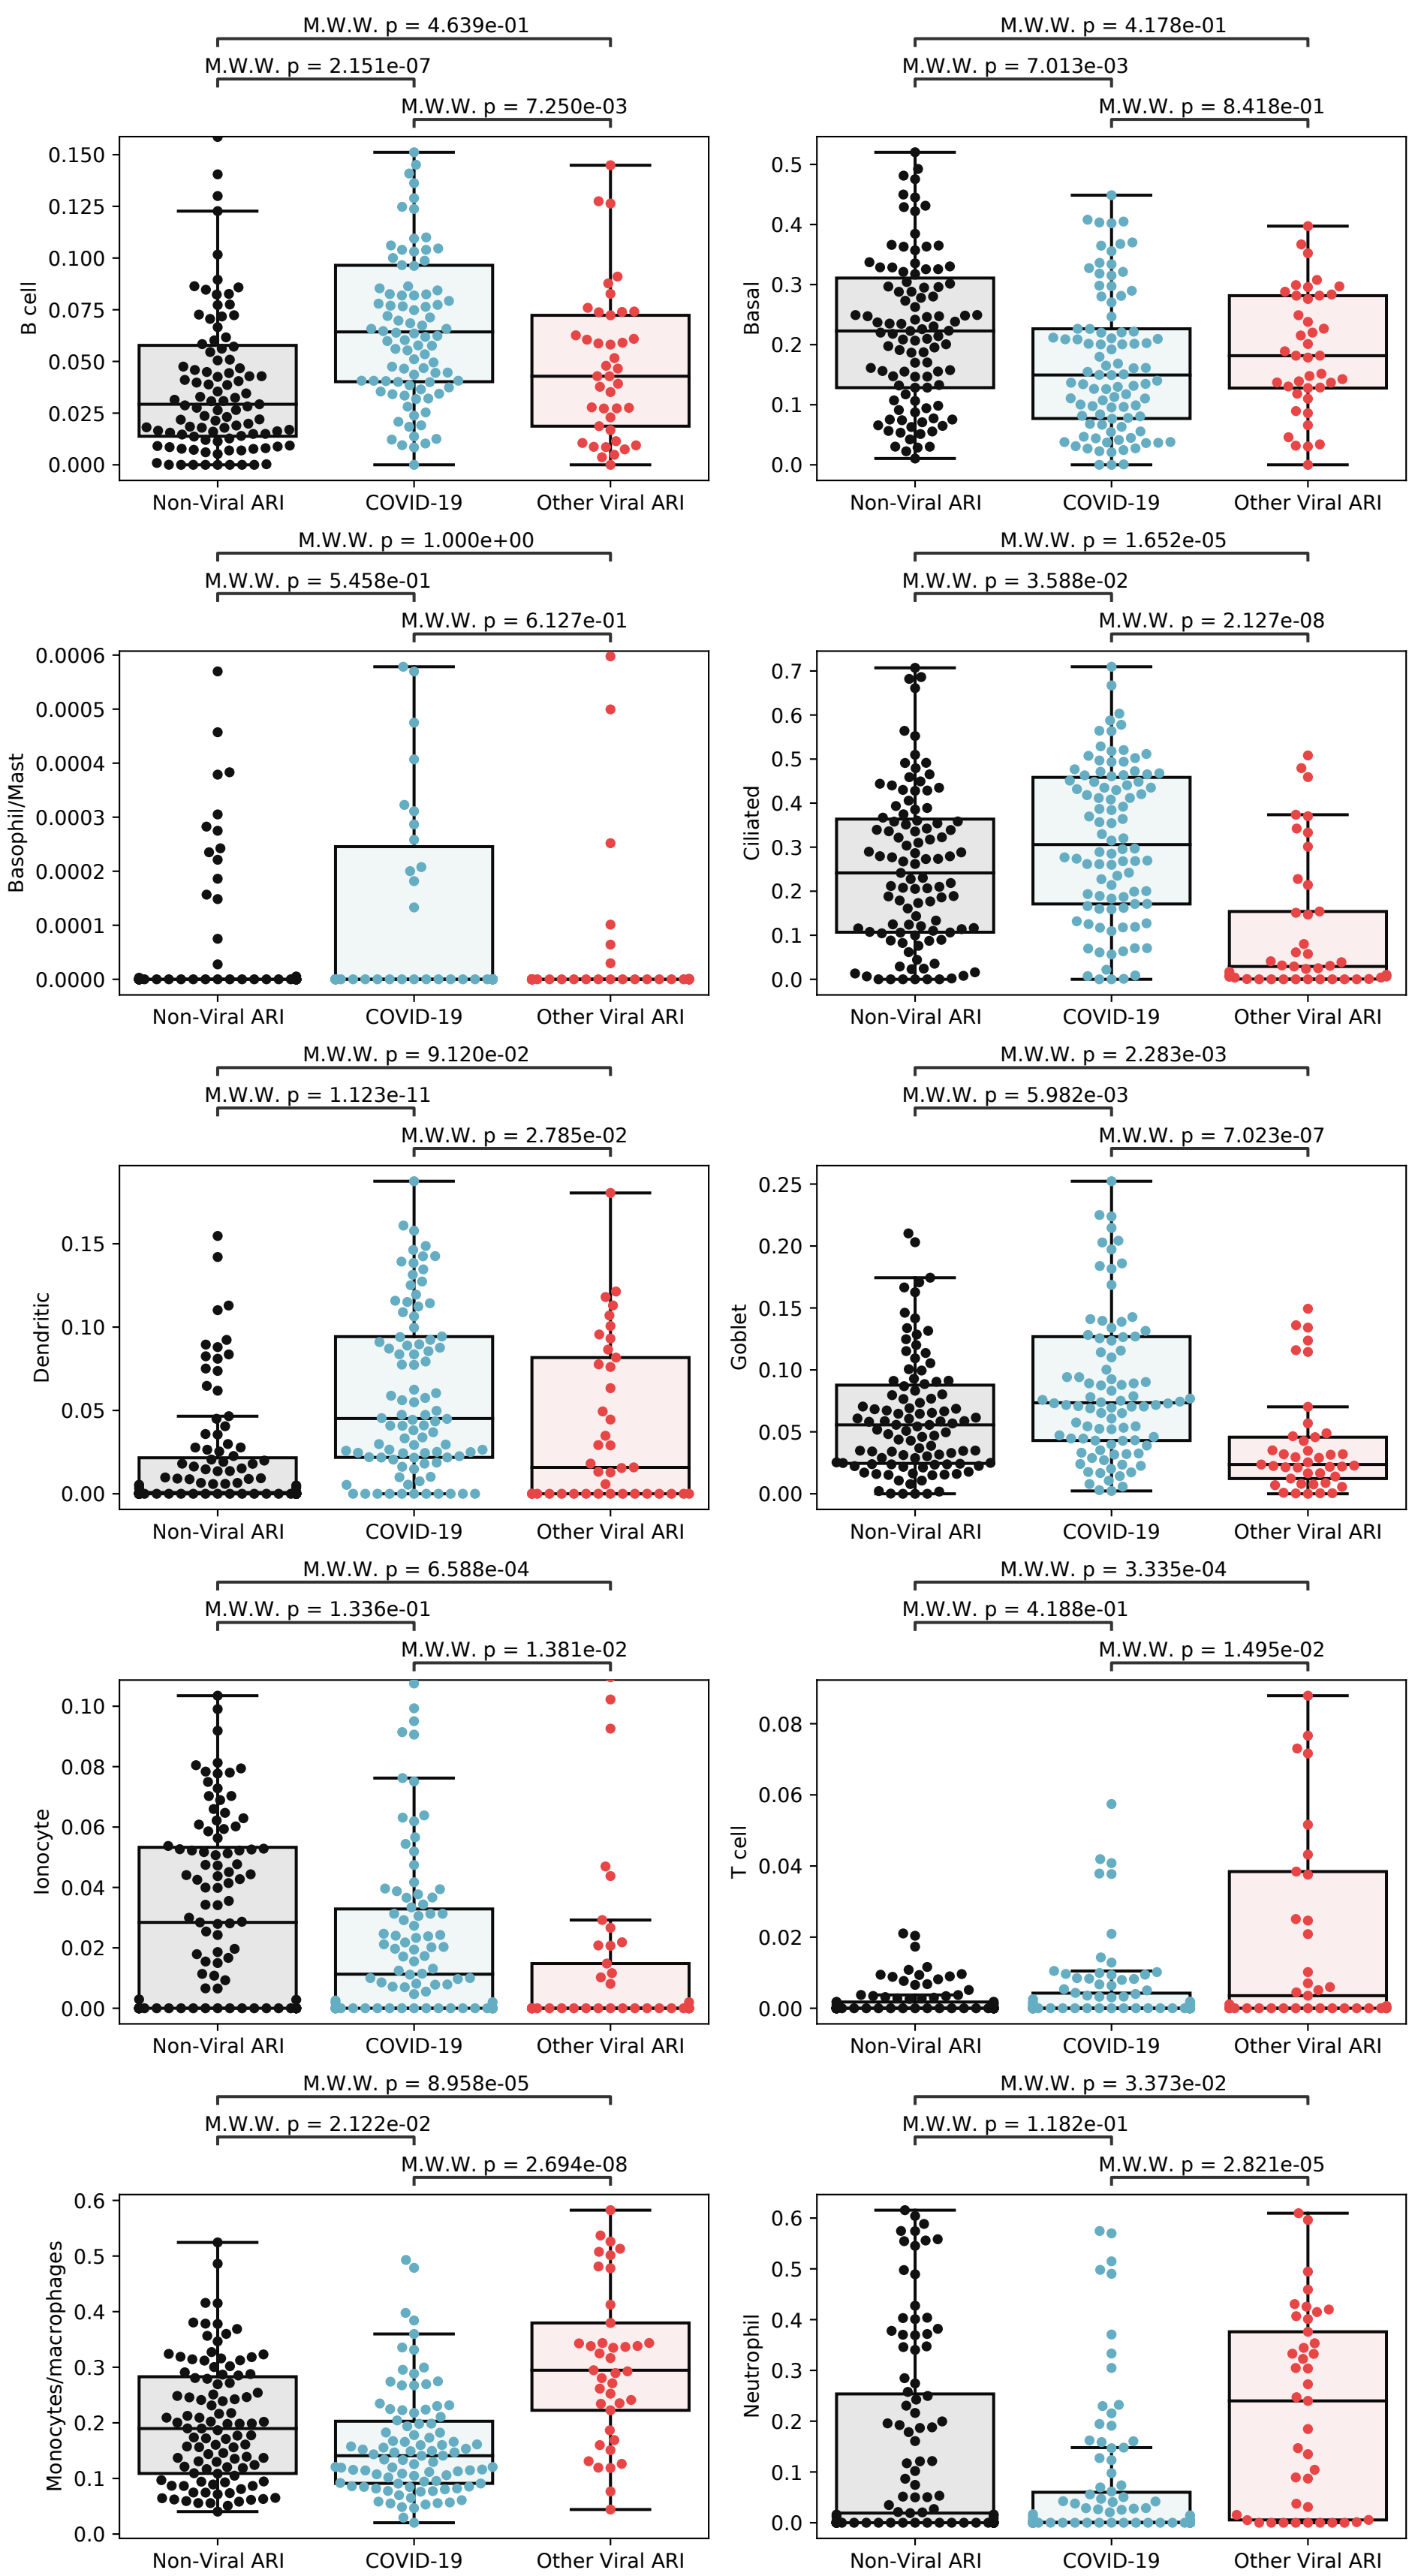 M.W.W. p = 4.639e-01
M.W.W. p = 2.151e-07
M.W.W. p = 7.250e-03
B cell
0.150
0.125
0.100
0.075
0.050
0.025
0.000
Non-Viral ARI COVID-19 Other Viral ARI
M.W.W. p = 4.178e-01
M.W.W. p = 7.013e-03
M.W.W. p = 8.418e-01
Basal
0.5
0.4
0.3
0.2
0.1
0.0
Non-Viral ARI COVID-19 Other Viral ARI
M.W.W. p = 1.000e+00
M.W.W. p = 5.458e-01
M.W.W. p = 6.127e-01
Basophil/Mast
0.0006
0.0005
0.0004
0.0003
0.0002
0.0001
0.0000
Non-Viral ARI COVID-19 Other Viral ARI
M.W.W. p = 1.652e-05
M.W.W. p = 3.588e-02
M.W.W. p = 2.127e-08
Ciliated
0.7
0.6
0.5
0.4
0.3
0.2
0.1
0.0
Non-Viral ARI COVID-19 Other Viral ARI
M.W.W. p = 9.120e-02
M.W.W. p = 1.123e-11
M.W.W. p = 2.785e-02
Dendritic
0.15
0.10
0.05
0.00
Non-Viral ARI COVID-19 Other Viral ARI
M.W.W. p = 2.283e-03
M.W.W. p = 5.982e-03
M.W.W. p = 7.023e-07
Goblet
0.25
0.20
0.15
0.10
0.05
0.00
Non-Viral ARI COVID-19 Other Viral ARI
M.W.W. p = 6.588e-04
M.W.W. p = 1.336e-01
M.W.W. p = 1.381e-02
Ionocyte
0.10
0.08
0.06
0.04
0.02
0.00
Non-Viral ARI COVID-19 Other Viral ARI
M.W.W. p = 3.335e-04
M.W.W. p = 4.188e-01
M.W.W. p = 1.495e-02
T cell
0.08
0.06
0.04
0.02
0.00
Non-Viral ARI COVID-19 Other Viral ARI
M.W.W. p = 8.958e-05
M.W.W. p = 2.122e-02
M.W.W. p = 2.694e-08
Monocytes/macrophages
0.6
0.5
0.4
0.3
0.2
0.1
0.0
Non-Viral ARI COVID-19 Other Viral ARI
M.W.W. p = 3.373e-02
M.W.W. p = 1.182e-01
M.W.W. p = 2.821e-05
Neutrophil
0.6
0.5
0.4
0.3
0.2
0.1
0.0
Non-Viral ARI COVID-19 Other Viral ARI